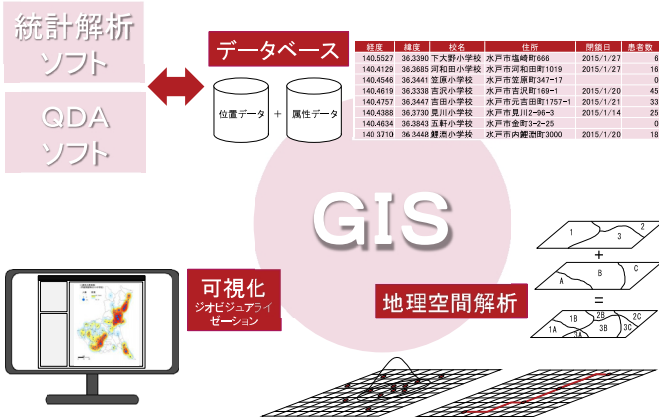 統計解析
ソフト
QDA
ソフト
データベース
位置データ
+
属性データ
経度 緯度 校名 住所 閉鎖日 患者数
140.5527 36.3390 下大野小学校 水戸市塩崎町666 2015/1/27 6
140.4129 36.3685 河和田小学校 水戸市河和田町1019 2015/1/27 16
140.4546 36.3441 笠原小学校 水戸市笠原町347-17 0
140.4619 36.3338 吉沢小学校 水戸市吉沢町169-1 2015/1/20 45
140.4757 36.3447 吉田小学校 水戸市元吉田町1757-1 2015/1/21 33
140.4388 36.3730 見川小学校 水戸市見川2-96-3 2015/1/14 25
140.4634 36.3843 五軒小学校 水戸市金町3-2-25 0
140.3710 36.3448 鯉淵小学校 水戸市内鯉淵町3000 2015/1/20 18
GIS
可視化
ジオビジュアライ
ゼーション
地理空間解析
1 2 3
+
A B C
=
1A 1B 2B 2C 3A 3B 3C